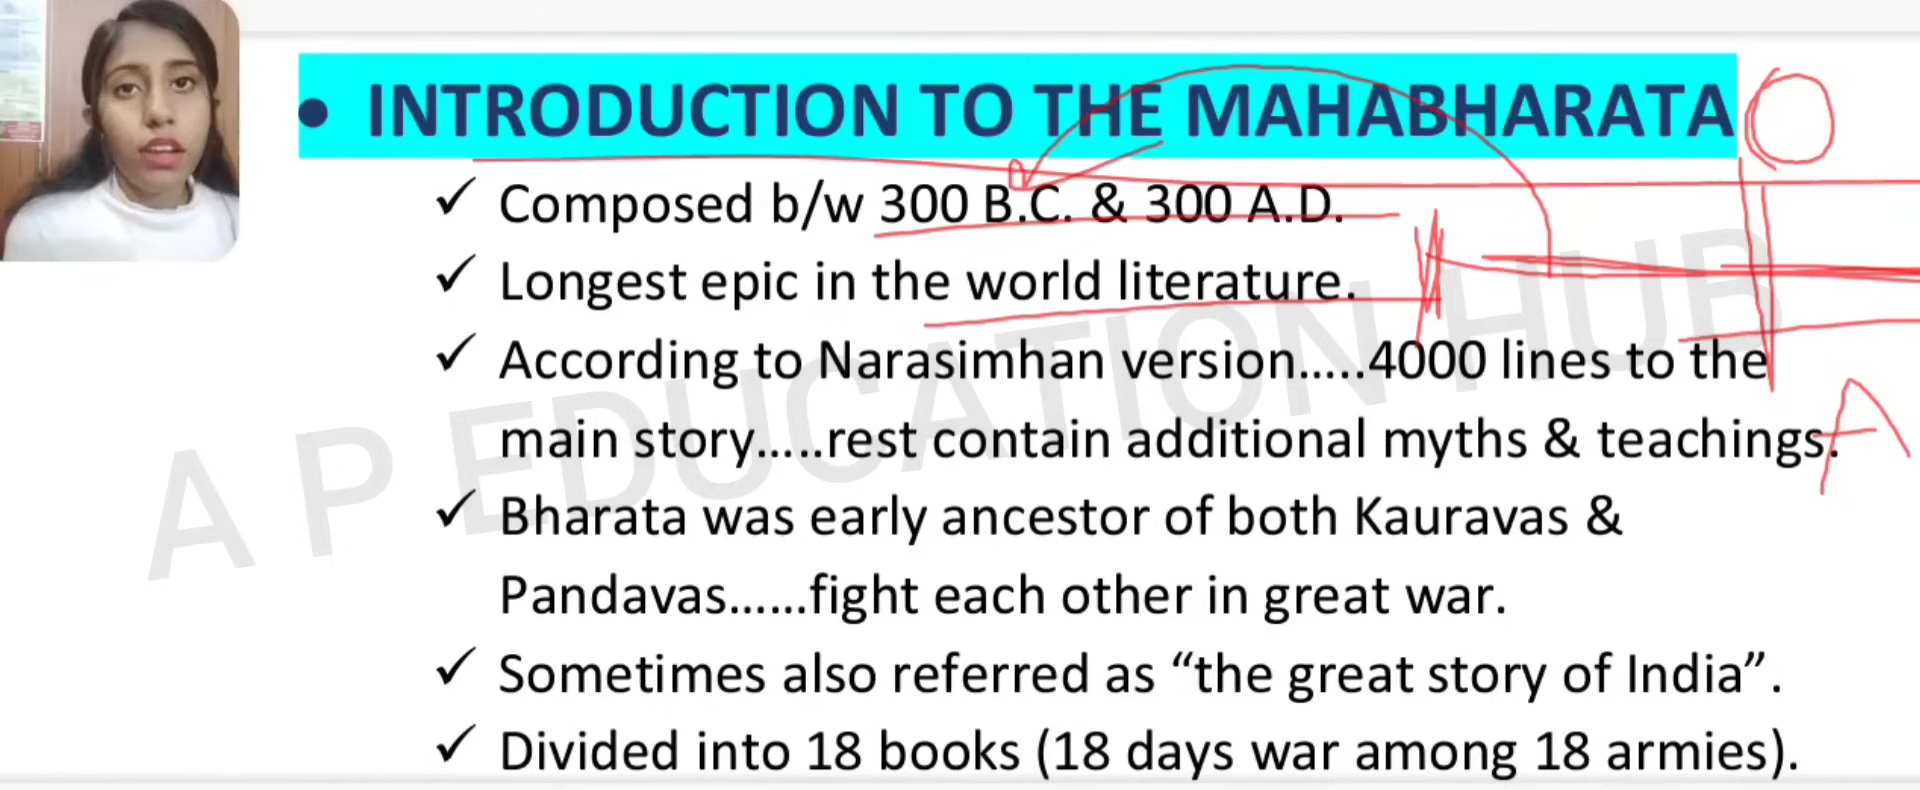 • INTRODUCTION TO THE MAHABHARATA
✓ Composed b/w 300 B.C. & 300 A.D.
✓ Longest epic in the world literature.
✓ According to Narasimhan version.....4000 lines to the
main story.....rest contain additional myths & teachings.
✓ Bharata was early ancestor of both Kauravas &
Pandavas......fight each other in great war.
✓ Sometimes also referred as “the great story of India”.
✓ Divided into 18 books (18 days war among 18 armies).
A P EDUCATION HUB
A